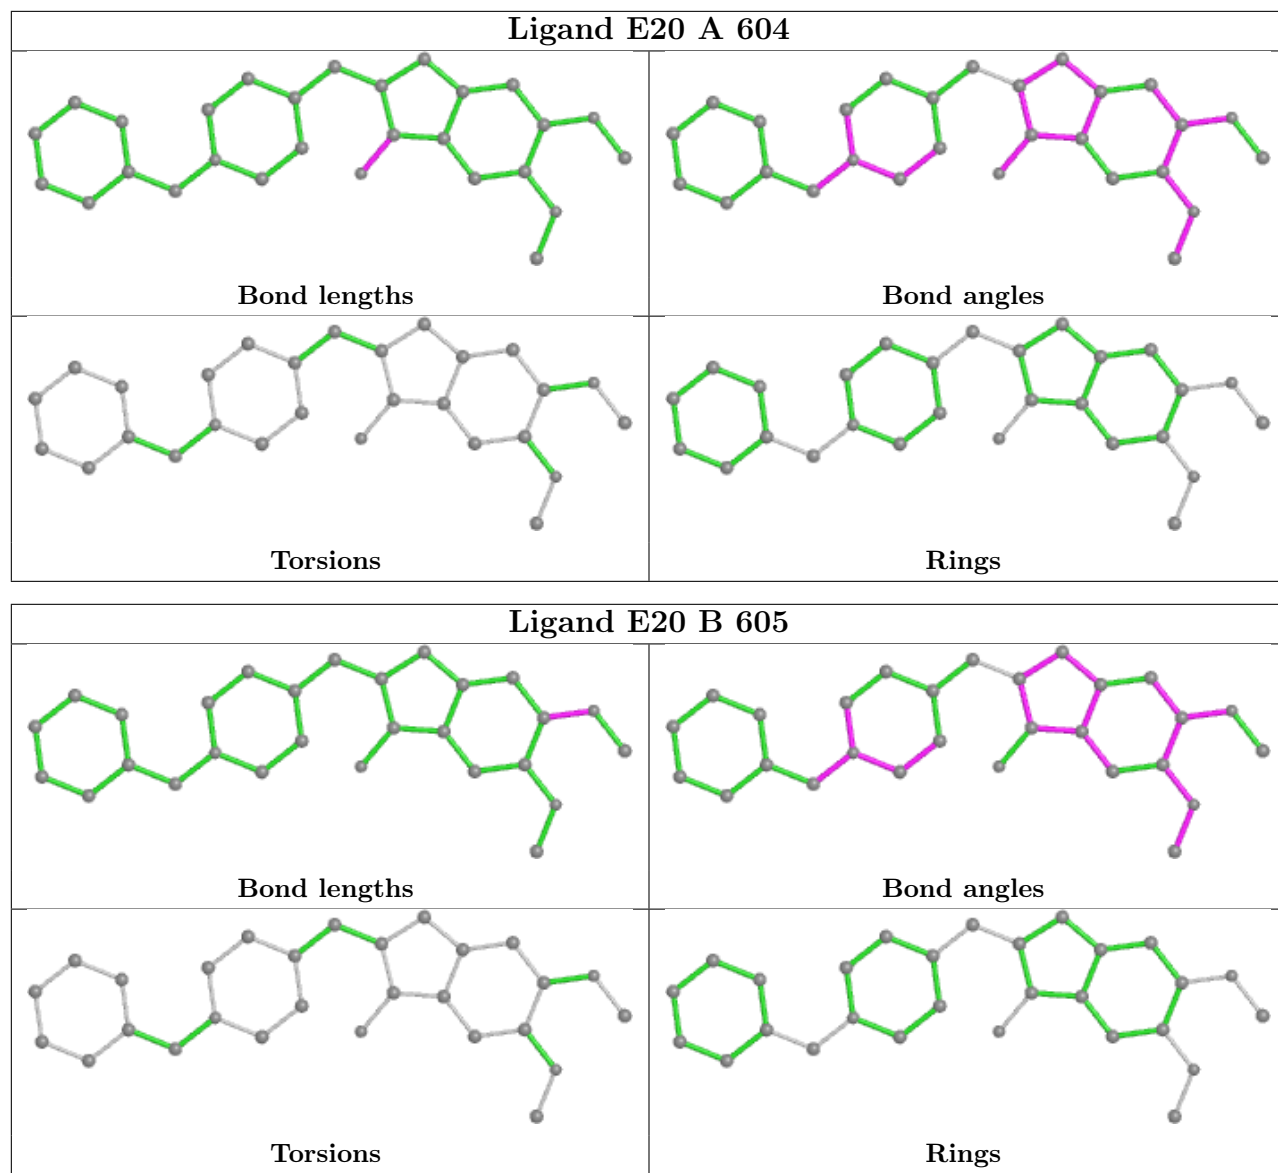 Ligand E20 A 604
Bond lengths
Bond angles
Torsions
Rings
Ligand E20 B 605
Bond lengths
Bond angles
Torsions
Rings